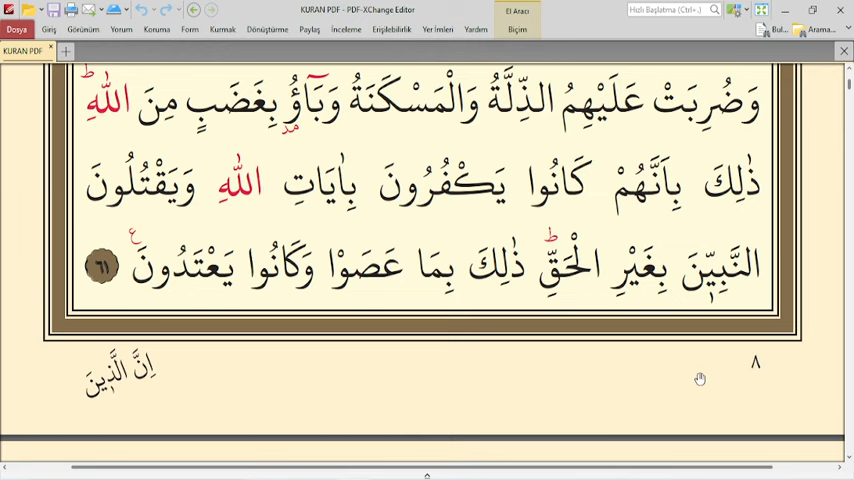 KURAN PDF - PDF-XChange Editor
El Aracı
Hızlı Başlatma (Ctrl+.)
Dosya Giriş Görünüm Yorum Koruma Form Kurmak Dönüştürme Paylaş İnceleme Erişilebilirlik Yer İmleri Yardım Biçim Bul... Arama...
KURAN PDF
وَضُرِبَتْ عَلَيْهِمُ الذِّلَّةُ وَالْمَسْكَنَةُ وَبَآؤُ۫ بِغَضَبٍ مِنَ اللّٰهِۜ
مد
ذٰلِكَ بِاَنَّهُمْ كَانُوا يَكْفُرُونَ بِاٰيَاتِ اللّٰهِ وَيَقْتُلُونَ
النَّبِيّٖنَ بِغَيْرِ الْحَقِّۜ ذٰلِكَ بِمَا عَصَوْا وَكَانُوا يَعْتَدُونَ ع ٦١
٨
اِنَّ الَّذٖينَ